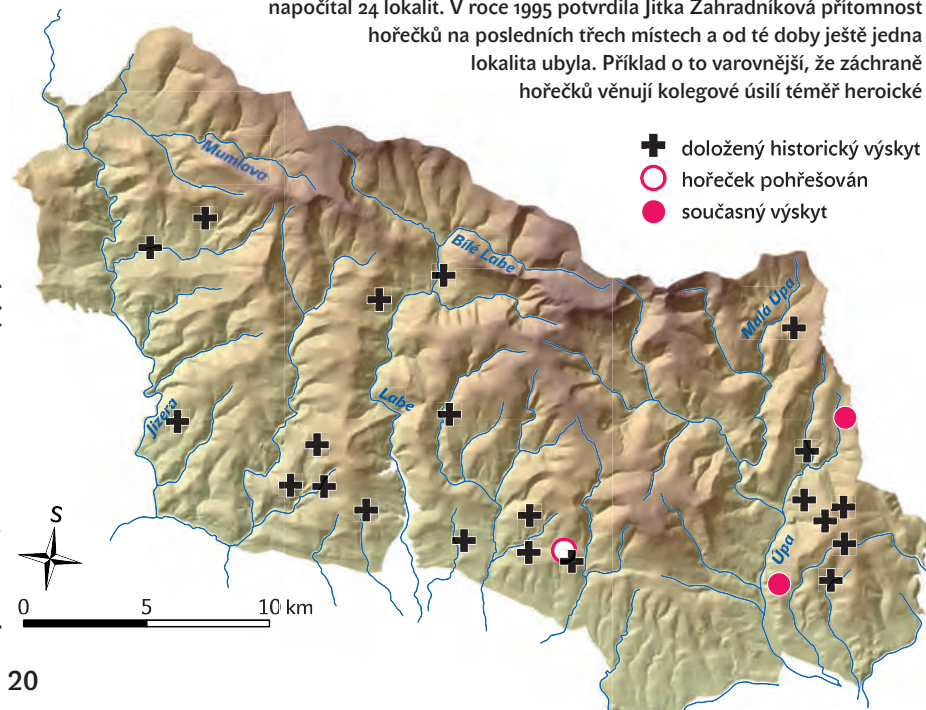 napočítal 24 lokalit. V roce 1995 potvrdila Jitka Zahradníková přítomnost
hořečků na posledních třech místech a od té doby ještě jedna
lokalita ubyla. Příklad o to varovnější, že záchraně
hořečků věnují kolegové úsilí téměř heroické
doložený historický výskyt
hořeček pohřešován
současný výskyt
Mumlava
Bílé Labe
Malá Úpa
Labe
Jizera
Úpa
S
0 5 10 km
20